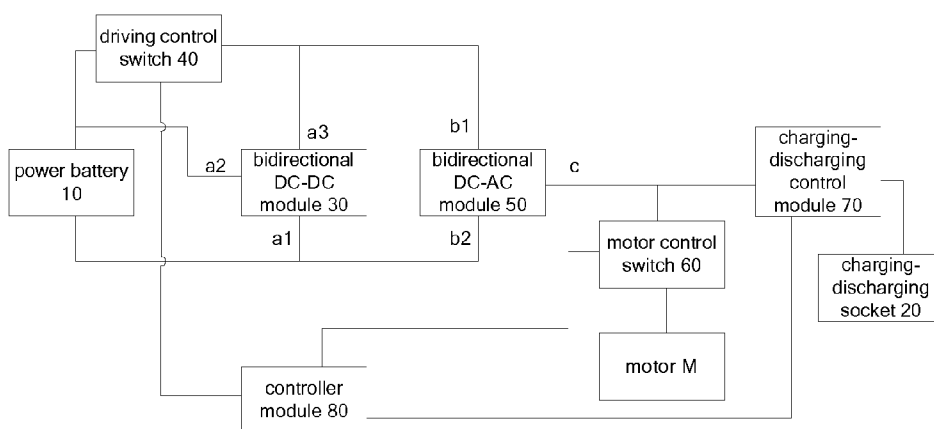 driving control
switch 40
a3
b1
power battery
10
a2
bidirectional
DC-DC
module 30
bidirectional
DC-AC
module 50
c
charging-
discharging
control
module 70
a1
b2
motor control
switch 60
charging-
discharging
socket 20
motor M
controller
module 80